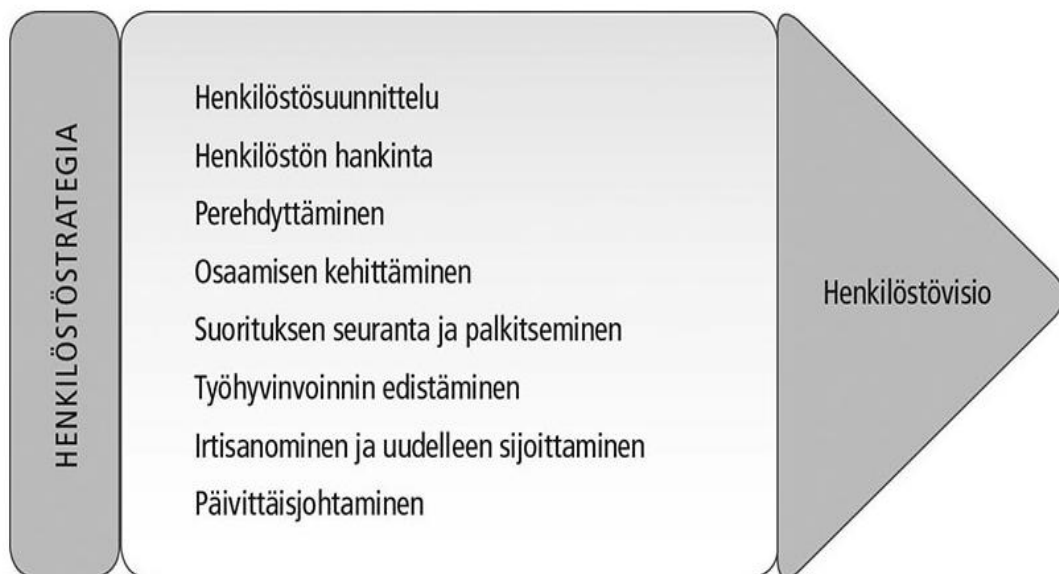 HENKILÖSTÖSTRATEGIA
Henkilöstösuunnittelu
Henkilöstön hankinta
Perehdyttäminen
Osaamisen kehittäminen
Suorituksen seuranta ja palkitseminen
Työhyvinvoinnin edistäminen
Irtisanominen ja uudelleen sijoittaminen
Päivittäisjohtaminen
Henkilöstövisio